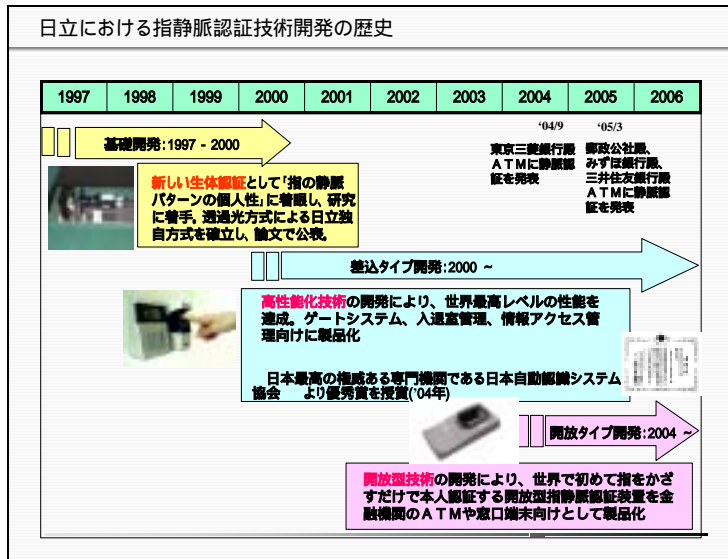 日立における指静脈認証技術開発の歴史
1997 1998 1999 2000 2001 2002 2003 2004 2005 2006
‘04/9
東京三菱銀行殿
ATMに静脈認
証を発表
‘05/3
郵政公社殿、
みずほ銀行殿、
三井住友銀行殿
ATMに静脈認
証を発表
基礎開発:1997 - 2000
新しい生体認証として「指の静脈
パターンの個人性」に着眼し、研究
に着手。透過光方式による日立独
自方式を確立し、論文で公表。
差込タイプ開発:2000 ~
高性能化技術の開発により、世界最高レベルの性能を
達成。ゲートシステム、入退室管理、情報アクセス管
理向けに製品化
日本最高の権威ある専門機関である日本自動認識システム
協会 より優秀賞を授賞(’04年)
開放タイプ開発:2004 ~
開放型技術の開発により、世界で初めて指をかざ
すだけで本人認証する開放型指静脈認証装置を金
融機関のATMや窓口端末向けとして製品化